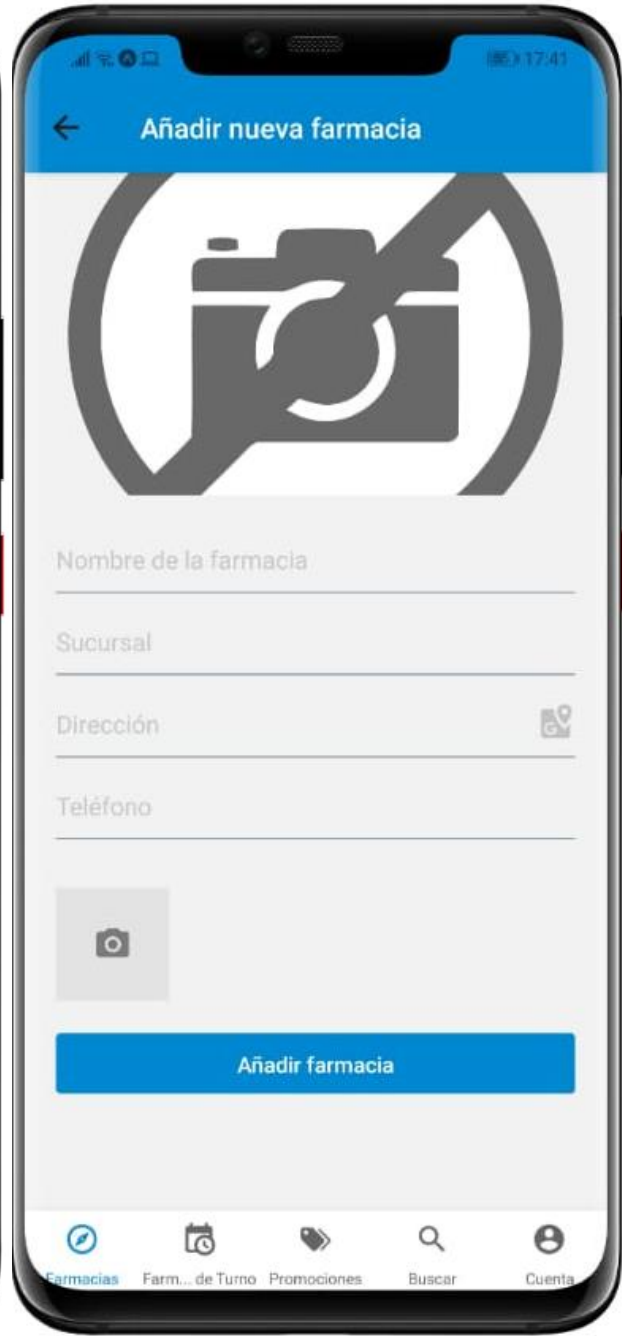 17:41
Añadir nueva farmacia
Nombre de la farmacia
Sucursal
Dirección
G
Teléfono
Añadir farmacia
Farmacias Farm... de Turno Promociones Buscar Cuenta